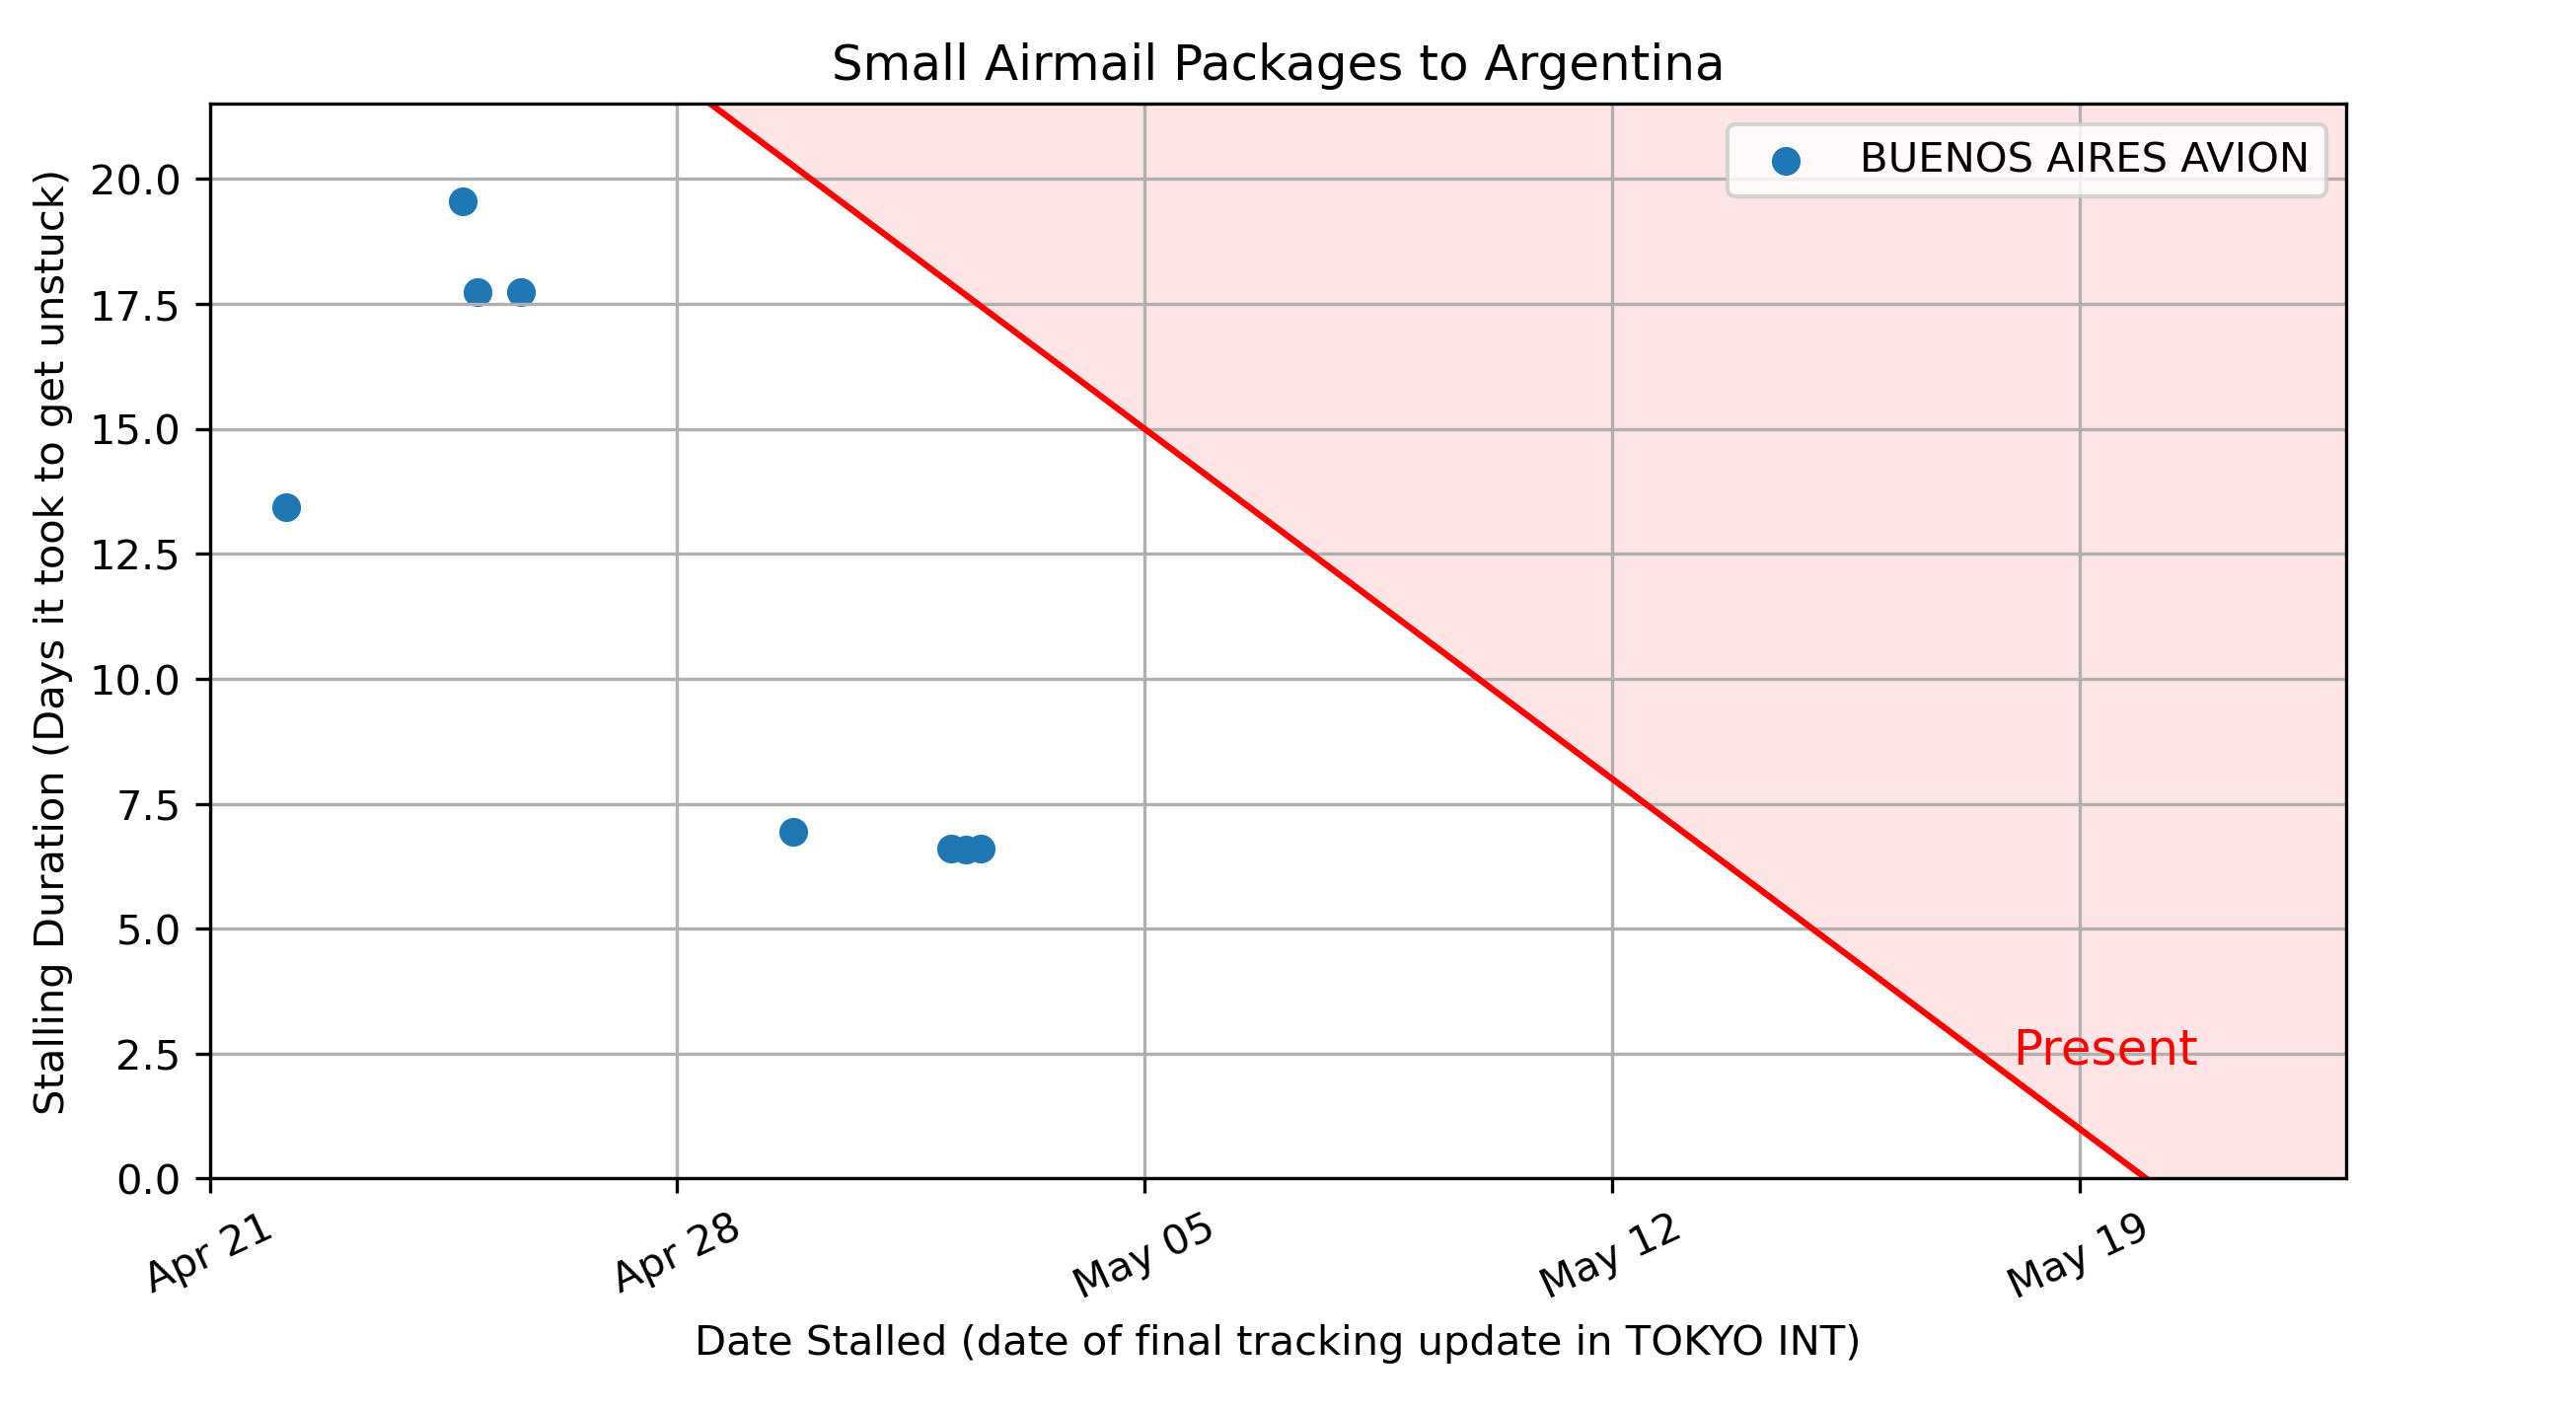 Small Airmail Packages to Argentina
BUENOS AIRES AVION
Stalling Duration (Days it took to get unstuck)
20.0
17.5
15.0
12.5
10.0
7.5
5.0
2.5
0.0
Present
Apr 21
Apr 28
May 05
May 12
May 19
Date Stalled (date of final tracking update in TOKYO INT)